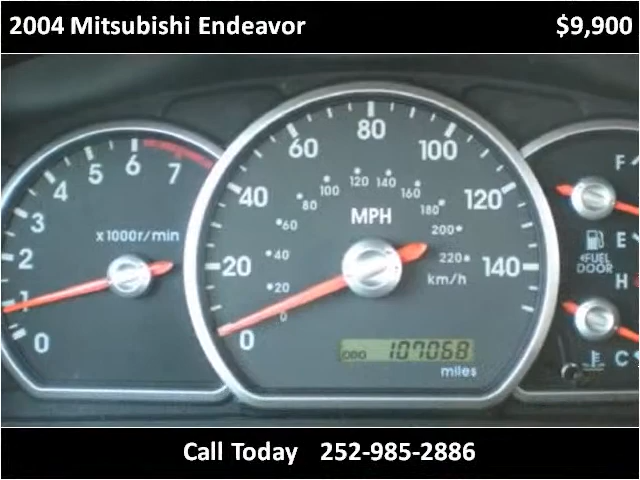 2004 Mitsubishi Endeavor $9,900
80
60 100
40 120
20 140
0
100 120 140 160
80 180
60 200
40 220
20 km/h
0
MPH
ODO 107068
miles
6
5 7
4
3
2
1
0
x1000r/min
F
E
FUEL
DOOR
H
C
Call Today 252-985-2886